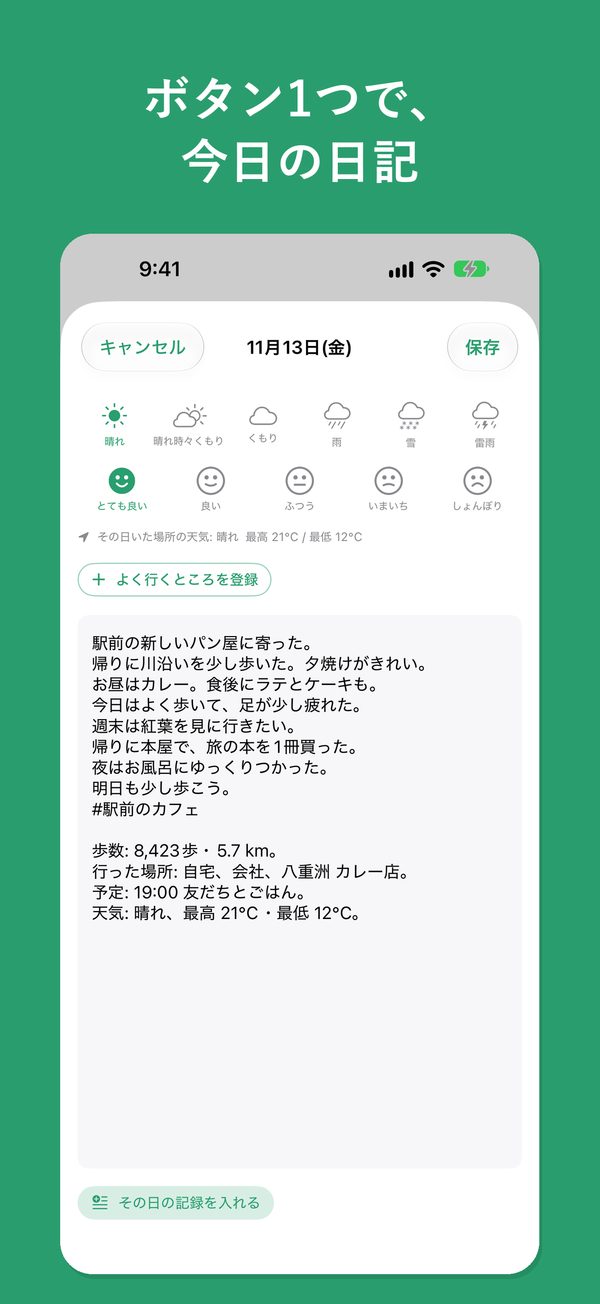 ボタン1つで、
今日の日記
9:41
キャンセル
11月13日(金)
保存
晴れ
晴れ時々くもり
くもり
雨
雪
雷雨
とても良い
良い
ふつう
いまいち
しょんぼり
その日いた場所の天気: 晴れ 最高 21°C / 最低 12°C
+ よく行くところを登録
駅前の新しいパン屋に寄った。
帰りに川沿いを少し歩いた。夕焼けがきれい。
お昼はカレー。食後にラテとケーキも。
今日はよく歩いて、足が少し疲れた。
週末は紅葉を見に行きたい。
帰りに本屋で、旅の本を1冊買った。
夜はお風呂にゆっくりつかった。
明日も少し歩こう。
#駅前のカフェ
歩数: 8,423歩・5.7 km。
行った場所: 自宅、会社、八重洲 カレー店。
予定: 19:00 友だちとごはん。
天気: 晴れ、最高 21°C・最低 12°C。
その日の記録を入れる